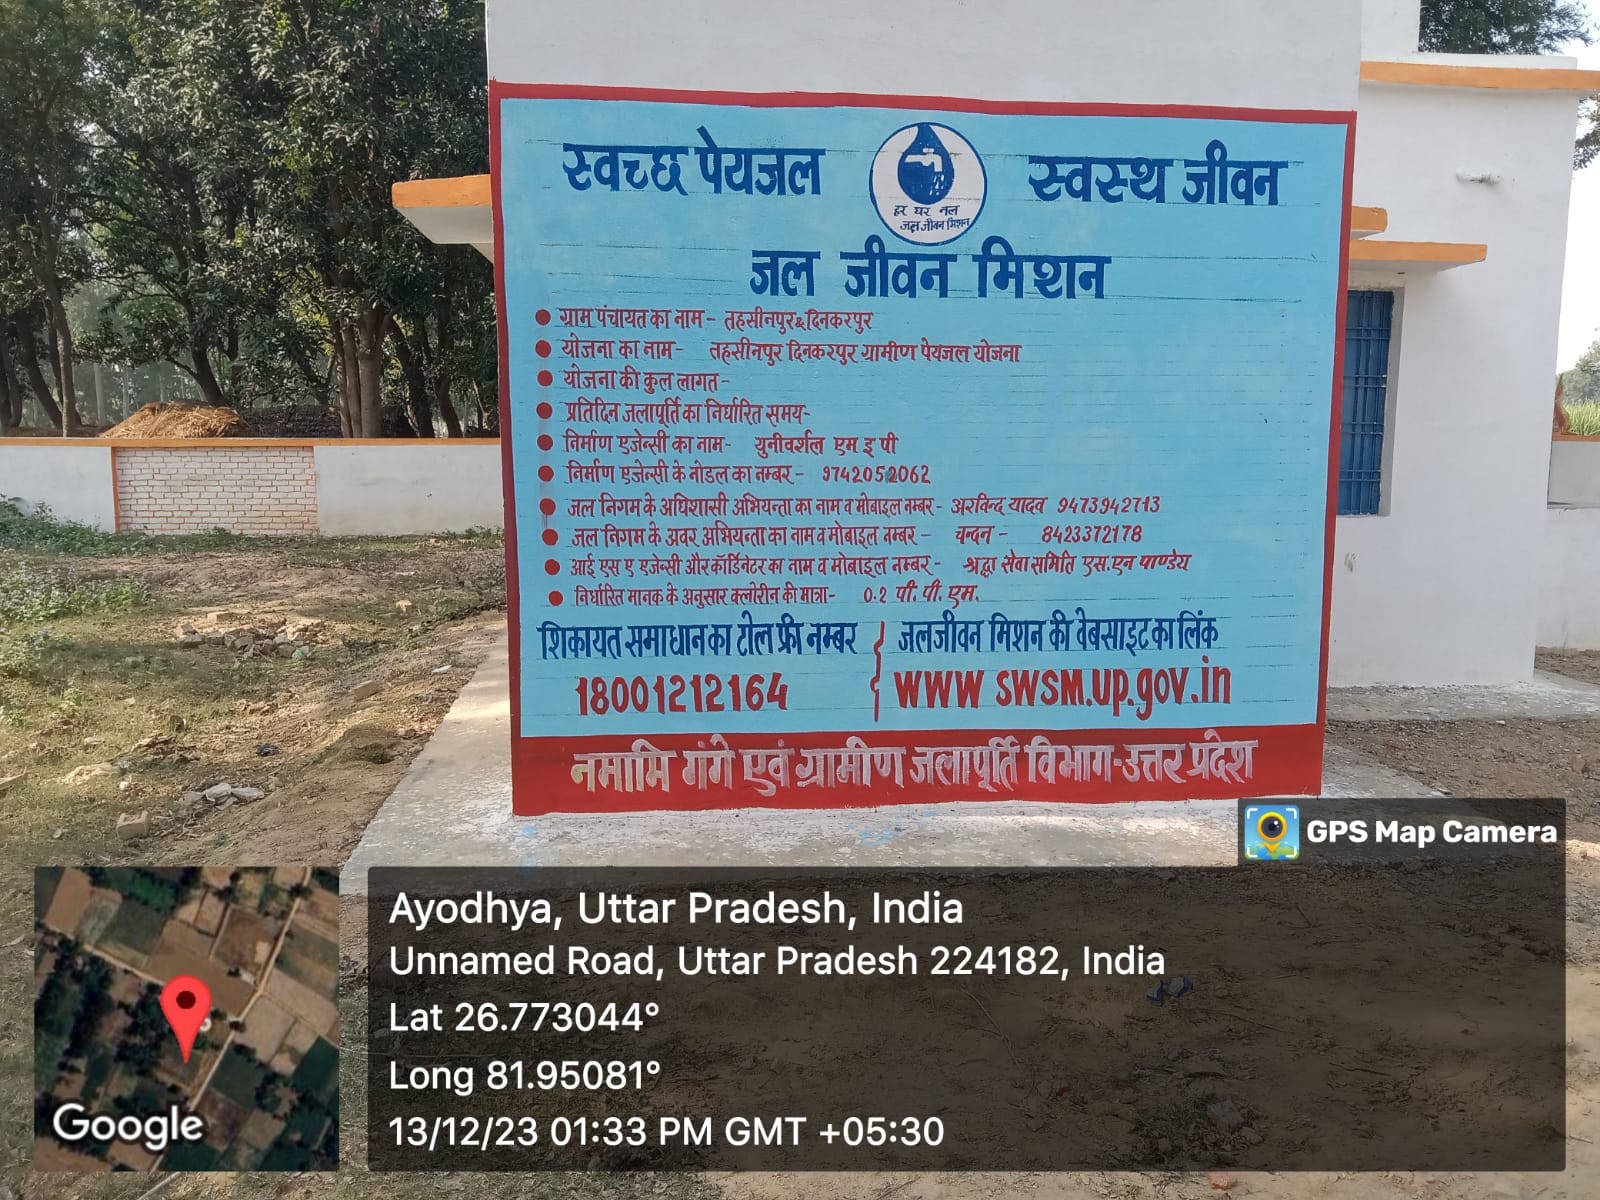 स्वच्छ पेयजल
स्वस्थ जीवन
हर घर नल
जल जीवन मिशन
जल जीवन मिशन
● ग्राम पंचायत का नाम - तहसीनपुर & दिनकरपुर
● योजना का नाम - तहसीनपुर दिनकरपुर ग्रामीण पेयजल योजना
● योजना की कुल लागत -
● प्रतिदिन जलापूर्ति का निर्धारित समय -
● निर्माण एजेन्सी का नाम - युनीवर्शल एम इ पी
● निर्माण एजेन्सी के नोडल का नम्बर - 9742052062
● जल निगम के अधिशासी अभियन्ता का नाम व मोबाइल नम्बर - अरविन्द यादव 9473942713
● जल निगम के अवर अभियन्ता का नाम व मोबाइल नम्बर - चन्दन - 8423372178
● आई एस ए एजेन्सी और कॉर्डिनेटर का नाम व मोबाइल नम्बर - श्रद्धा सेवा समिति एस.एन पाण्डेय
● निर्धारित मानक के अनुसार क्लोरीन की मात्रा - 0.2 पी.पी.एम.
शिकायत समाधान का टोल फ्री नम्बर
18001212164
जलजीवन मिशन की वेबसाइट का लिंक
www swsm.up.gov.in
नमामि गंगे एवं ग्रामीण जलापूर्ति विभाग-उत्तर प्रदेश
GPS Map Camera
Ayodhya, Uttar Pradesh, India
Unnamed Road, Uttar Pradesh 224182, India
Lat 26.773044°
Long 81.95081°
13/12/23 01:33 PM GMT +05:30
Google